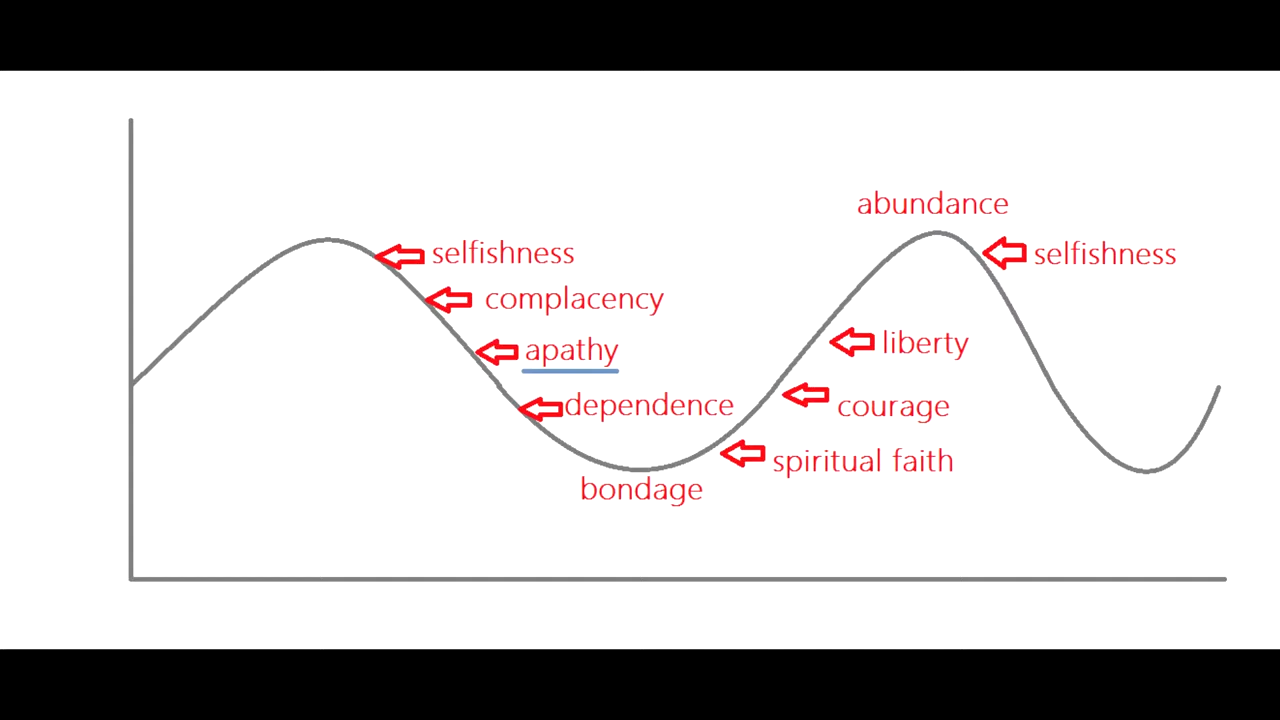 abundance
selfishness
selfishness
complacency
liberty
apathy
dependence
courage
spiritual faith
bondage